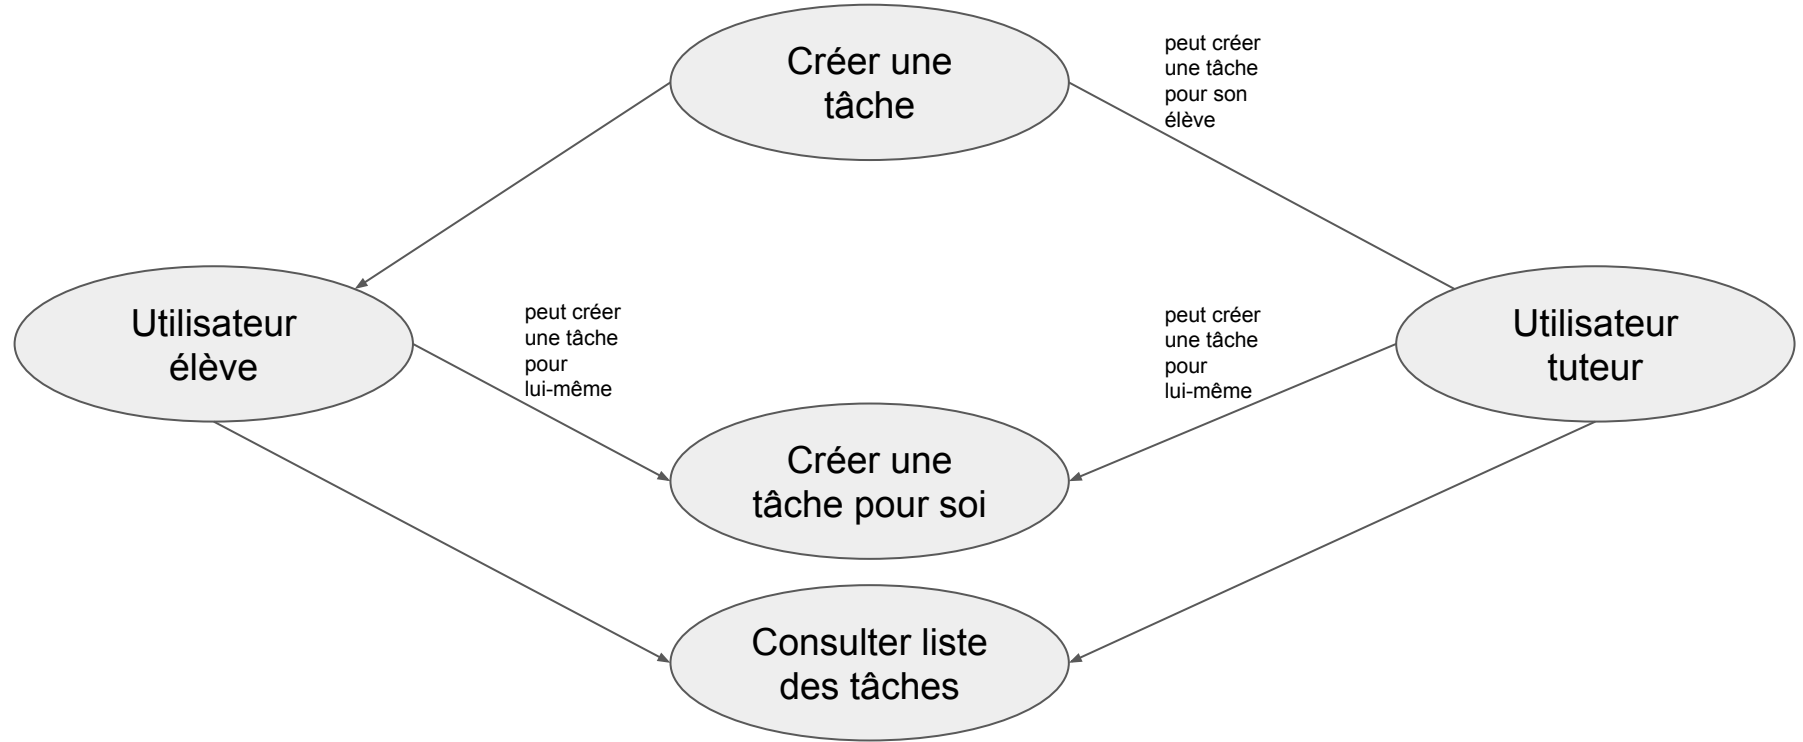 Créer une
tâche
peut créer
une tâche
pour son
élève
Utilisateur
élève
peut créer
une tâche
pour
lui-même
peut créer
une tâche
pour
lui-même
Utilisateur
tuteur
Créer une
tâche pour soi
Consulter liste
des tâches